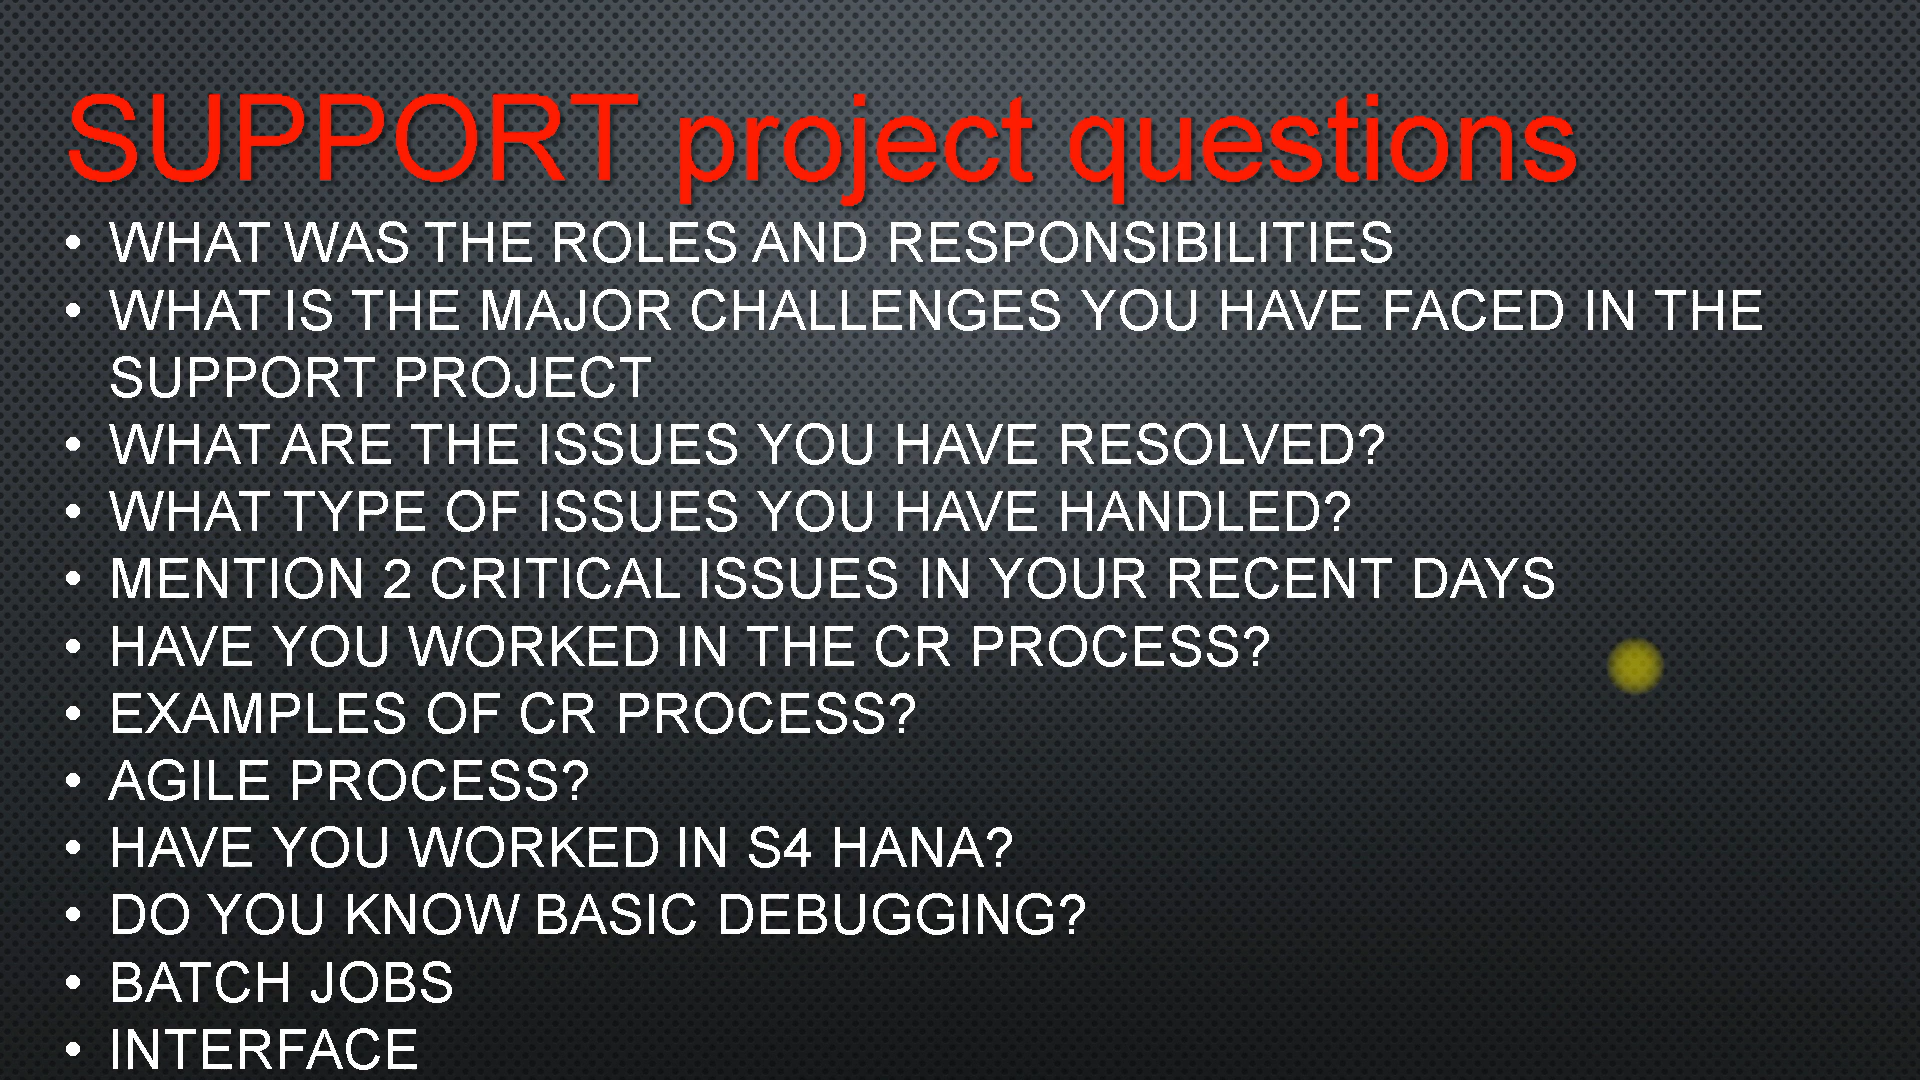 SUPPORT project questions
• WHAT WAS THE ROLES AND RESPONSIBILITIES
• WHAT IS THE MAJOR CHALLENGES YOU HAVE FACED IN THE
SUPPORT PROJECT
• WHAT ARE THE ISSUES YOU HAVE RESOLVED?
• WHAT TYPE OF ISSUES YOU HAVE HANDLED?
• MENTION 2 CRITICAL ISSUES IN YOUR RECENT DAYS
• HAVE YOU WORKED IN THE CR PROCESS?
• EXAMPLES OF CR PROCESS?
• AGILE PROCESS?
• HAVE YOU WORKED IN S4 HANA?
• DO YOU KNOW BASIC DEBUGGING?
• BATCH JOBS
• INTERFACE